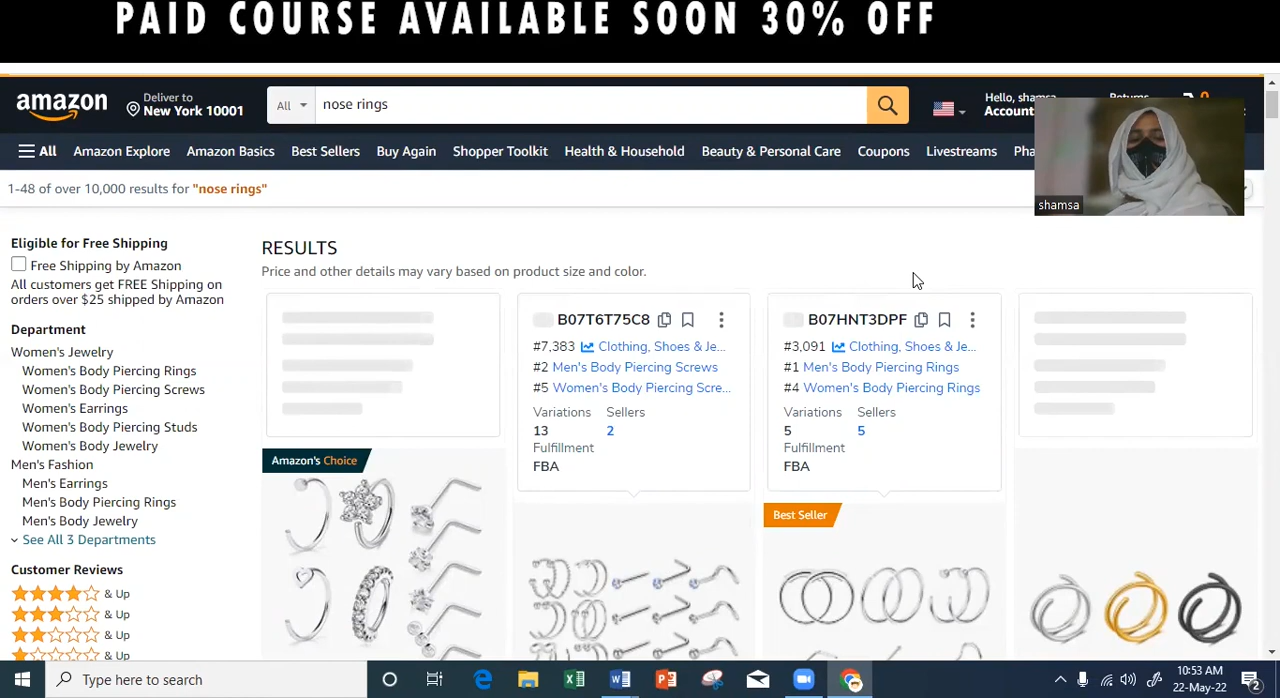 PAID COURSE AVAILABLE SOON 30% OFF
amazon
Deliver to
New York 10001
All
nose rings
Hello, shamsa
Account
Returns
0
All
Amazon Explore
Amazon Basics
Best Sellers
Buy Again
Shopper Toolkit
Health & Household
Beauty & Personal Care
Coupons
Livestreams
Pha
1-48 of over 10,000 results for "nose rings"
shamsa
Eligible for Free Shipping
Free Shipping by Amazon
All customers get FREE Shipping on
orders over $25 shipped by Amazon
Department
Women's Jewelry
Women's Body Piercing Rings
Women's Body Piercing Screws
Women's Earrings
Women's Body Piercing Studs
Women's Body Jewelry
Men's Fashion
Men's Earrings
Men's Body Piercing Rings
Men's Body Jewelry
See All 3 Departments
Customer Reviews
& Up
& Up
& Up
& Up
RESULTS
Price and other details may vary based on product size and color.
B07T6T75C8
#7,383 Clothing, Shoes & Je...
#2 Men's Body Piercing Screws
#5 Women's Body Piercing Scre...
Variations Sellers
13 2
Fulfillment
FBA
B07HNT3DPF
#3,091 Clothing, Shoes & Je...
#1 Men's Body Piercing Rings
#4 Women's Body Piercing Rings
Variations Sellers
5 5
Fulfillment
FBA
Amazon's Choice
Best Seller
Type here to search
10:53 AM
22-May-22
2